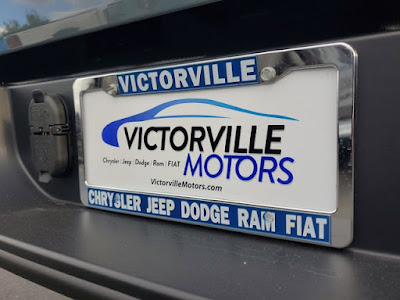 VICTORVILLE
VICTORVILLE
Chrysler | Jeep | Dodge | Ram | FIAT
MOTORS
VictorvilleMotors.com
CHRYSLER JEEP DODGE RAM FIAT